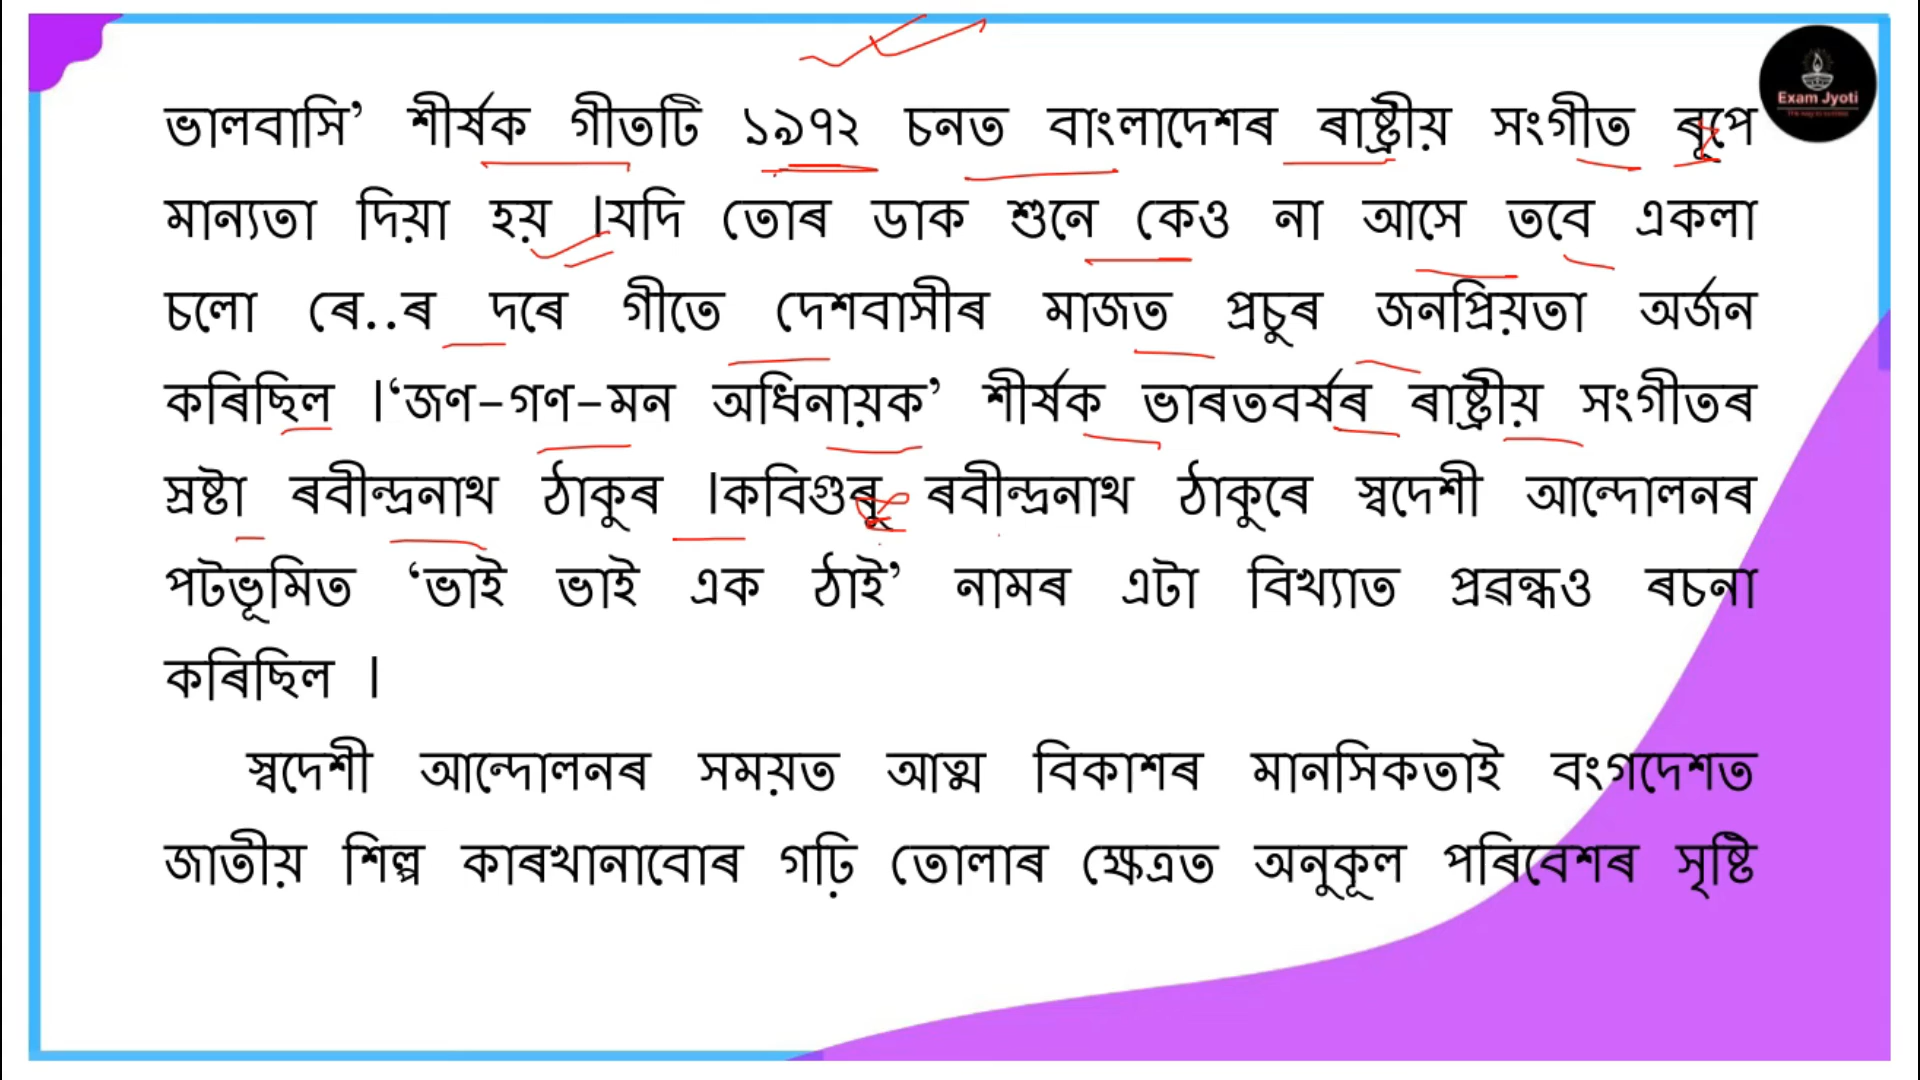 Exam Jyoti
ভালবাসি’ শীৰ্ষক গীতটি ১৯৭২ চনত বাংলাদেশৰ ৰাষ্ট্ৰীয় সংগীত ৰূপে
মান্যতা দিয়া হয় ।যদি তোৰ ডাক শুনে কেও না আসে তবে একলা
চলো ৰে..ৰ দৰে গীতে দেশবাসীৰ মাজত প্ৰচুৰ জনপ্ৰিয়তা অৰ্জন
কৰিছিল ।‘জণ–গণ–মন অধিনায়ক’ শীৰ্ষক ভাৰতবৰ্ষৰ ৰাষ্ট্ৰীয় সংগীতৰ
স্ৰষ্টা ৰবীন্দ্ৰনাথ ঠাকুৰ ।কবিগুৰু ৰবীন্দ্ৰনাথ ঠাকুৰে স্বদেশী আন্দোলনৰ
পটভূমিত ‘ভাই ভাই এক ঠাই’ নামৰ এটা বিখ্যাত প্ৰৱন্ধও ৰচনা
কৰিছিল ।
স্বদেশী আন্দোলনৰ সময়ত আত্ম বিকাশৰ মানসিকতাই বংগদেশত
জাতীয় শিল্প কাৰখানাবোৰ গঢ়ি তোলাৰ ক্ষেত্ৰত অনুকূল পৰিবেশৰ সৃষ্টি